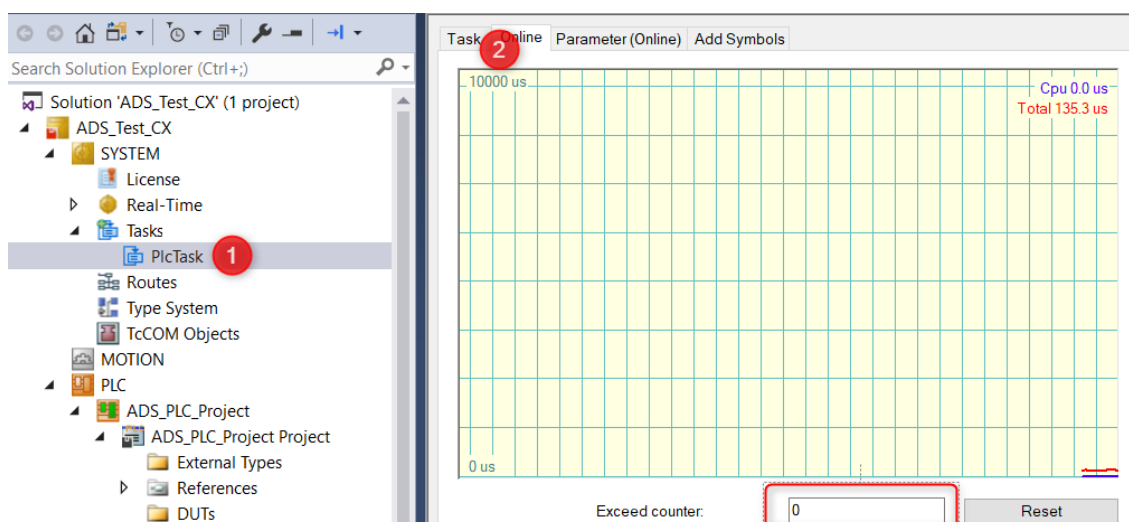 Search Solution Explorer (Ctrl+;)
Solution 'ADS_Test_CX' (1 project)
ADS_Test_CX
SYSTEM
License
Real-Time
Tasks
PlcTask 1
Routes
Type System
TcCOM Objects
MOTION
PLC
ADS_PLC_Project
ADS_PLC_Project Project
External Types
References
DUTs
Task Online Parameter (Online) Add Symbols
2
10000 us
Cpu 0.0 us
Total 135.3 us
0 us
Exceed counter: 0 Reset